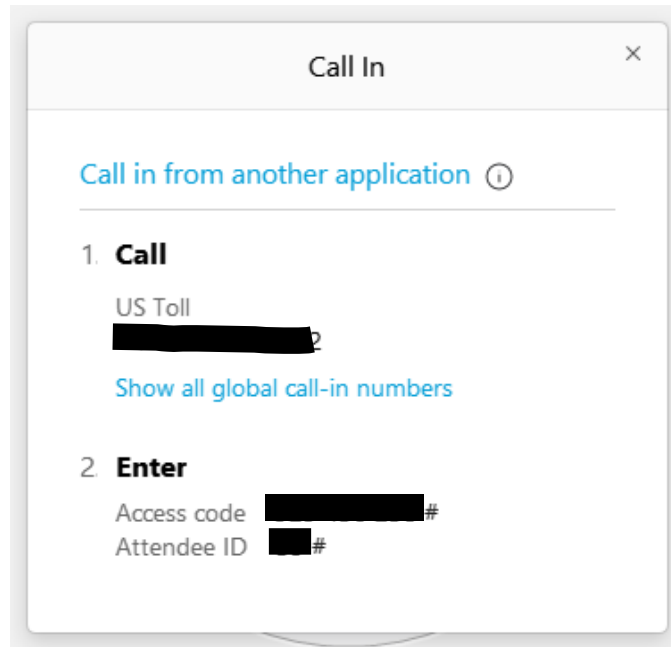 Call In
Call in from another application
1. Call
US Toll
2
Show all global call-in numbers
2. Enter
Access code #
Attendee ID #